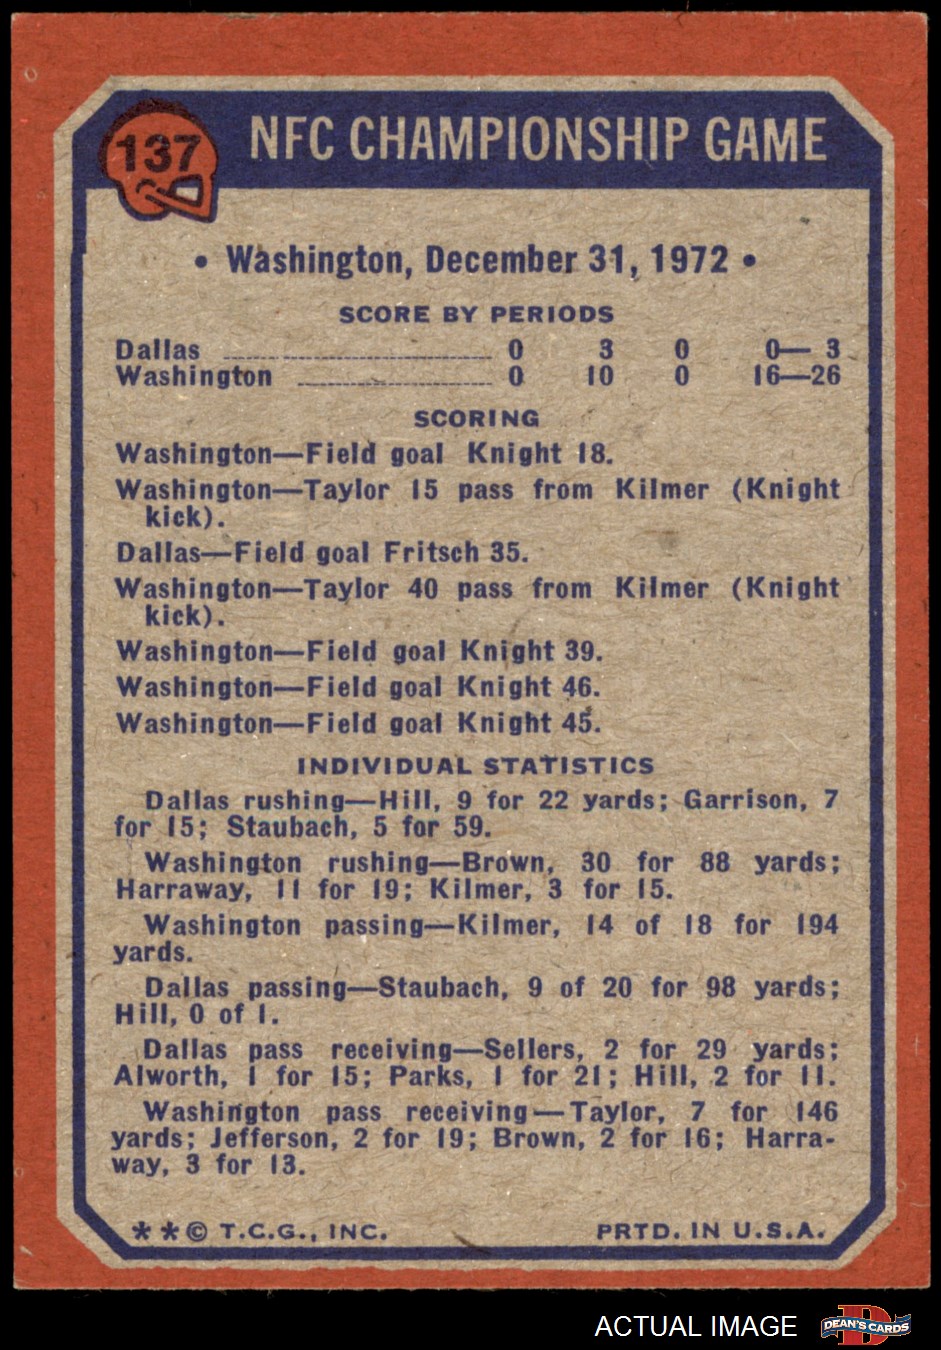 137
NFC CHAMPIONSHIP GAME
• Washington, December 31, 1972 •
SCORE BY PERIODS
Dallas ........................ 0 3 0 0— 3
Washington ................ 0 10 0 16—26
SCORING
Washington—Field goal Knight 18.
Washington—Taylor 15 pass from Kilmer (Knight
kick).
Dallas—Field goal Fritsch 35.
Washington—Taylor 40 pass from Kilmer (Knight
kick).
Washington—Field goal Knight 39.
Washington—Field goal Knight 46.
Washington—Field goal Knight 45.
INDIVIDUAL STATISTICS
Dallas rushing—Hill, 9 for 22 yards; Garrison, 7
for 15; Staubach, 5 for 59.
Washington rushing—Brown, 30 for 88 yards;
Harraway, 11 for 19; Kilmer, 3 for 15.
Washington passing—Kilmer, 14 of 18 for 194
yards.
Dallas passing—Staubach, 9 of 20 for 98 yards;
Hill, 0 of 1.
Dallas pass receiving—Sellers, 2 for 29 yards;
Alworth, 1 for 15; Parks, 1 for 21; Hill, 2 for 11.
Washington pass receiving—Taylor, 7 for 146
yards; Jefferson, 2 for 19; Brown, 2 for 16; Harra-
way, 3 for 13.
**© T.C.G., INC. PRTD. IN U.S.A.
ACTUAL IMAGE
D
DEAN'S CARDS